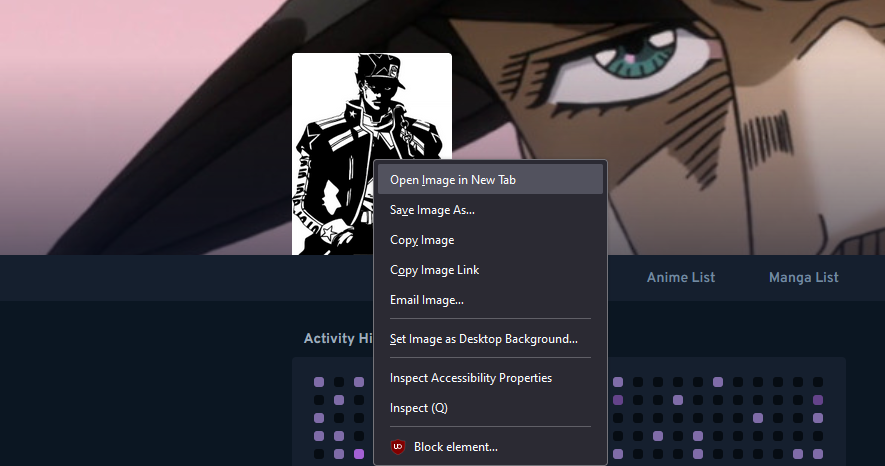 Open Image in New Tab
Save Image As...
Copy Image
Copy Image Link
Email Image...
Anime List
Manga List
Set Image as Desktop Background...
Activity Hi
Inspect Accessibility Properties
Inspect (Q)
Block element...